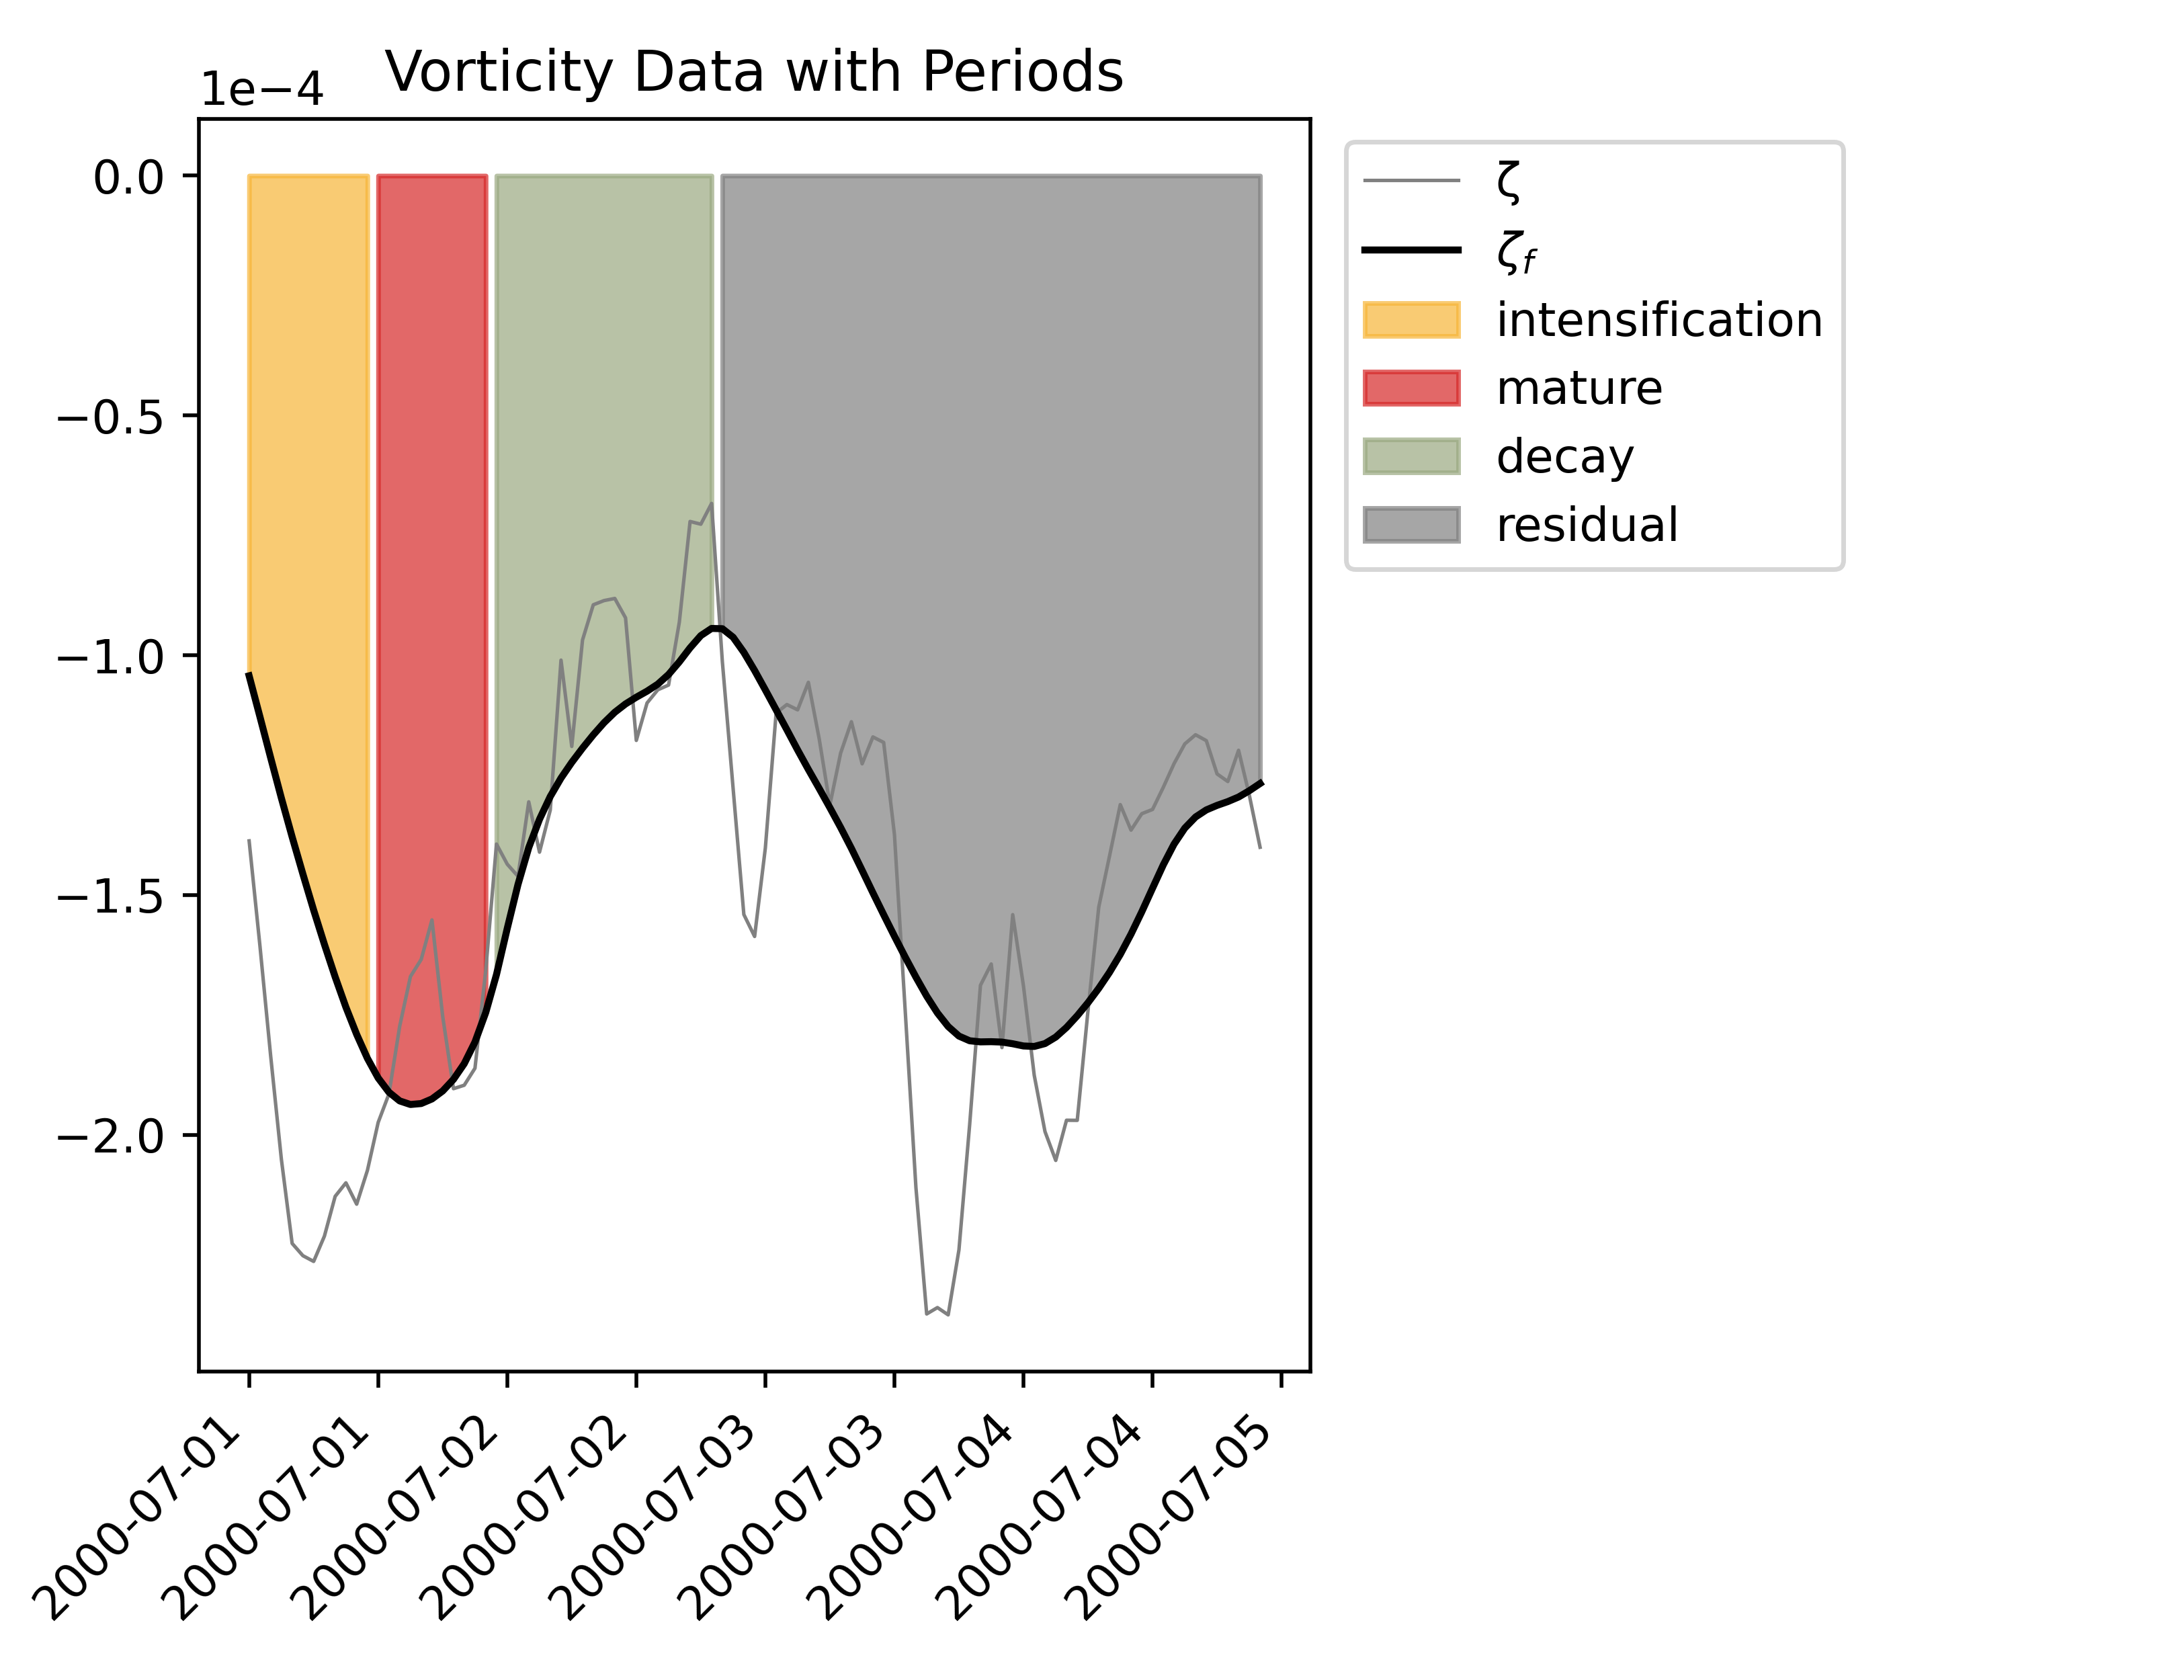 Vorticity Data with Periods
1e−4
0.0
−0.5
−1.0
−1.5
−2.0
2000-07-01
2000-07-01
2000-07-02
2000-07-02
2000-07-03
2000-07-03
2000-07-04
2000-07-04
2000-07-05
ζ
ζf
intensification
mature
decay
residual